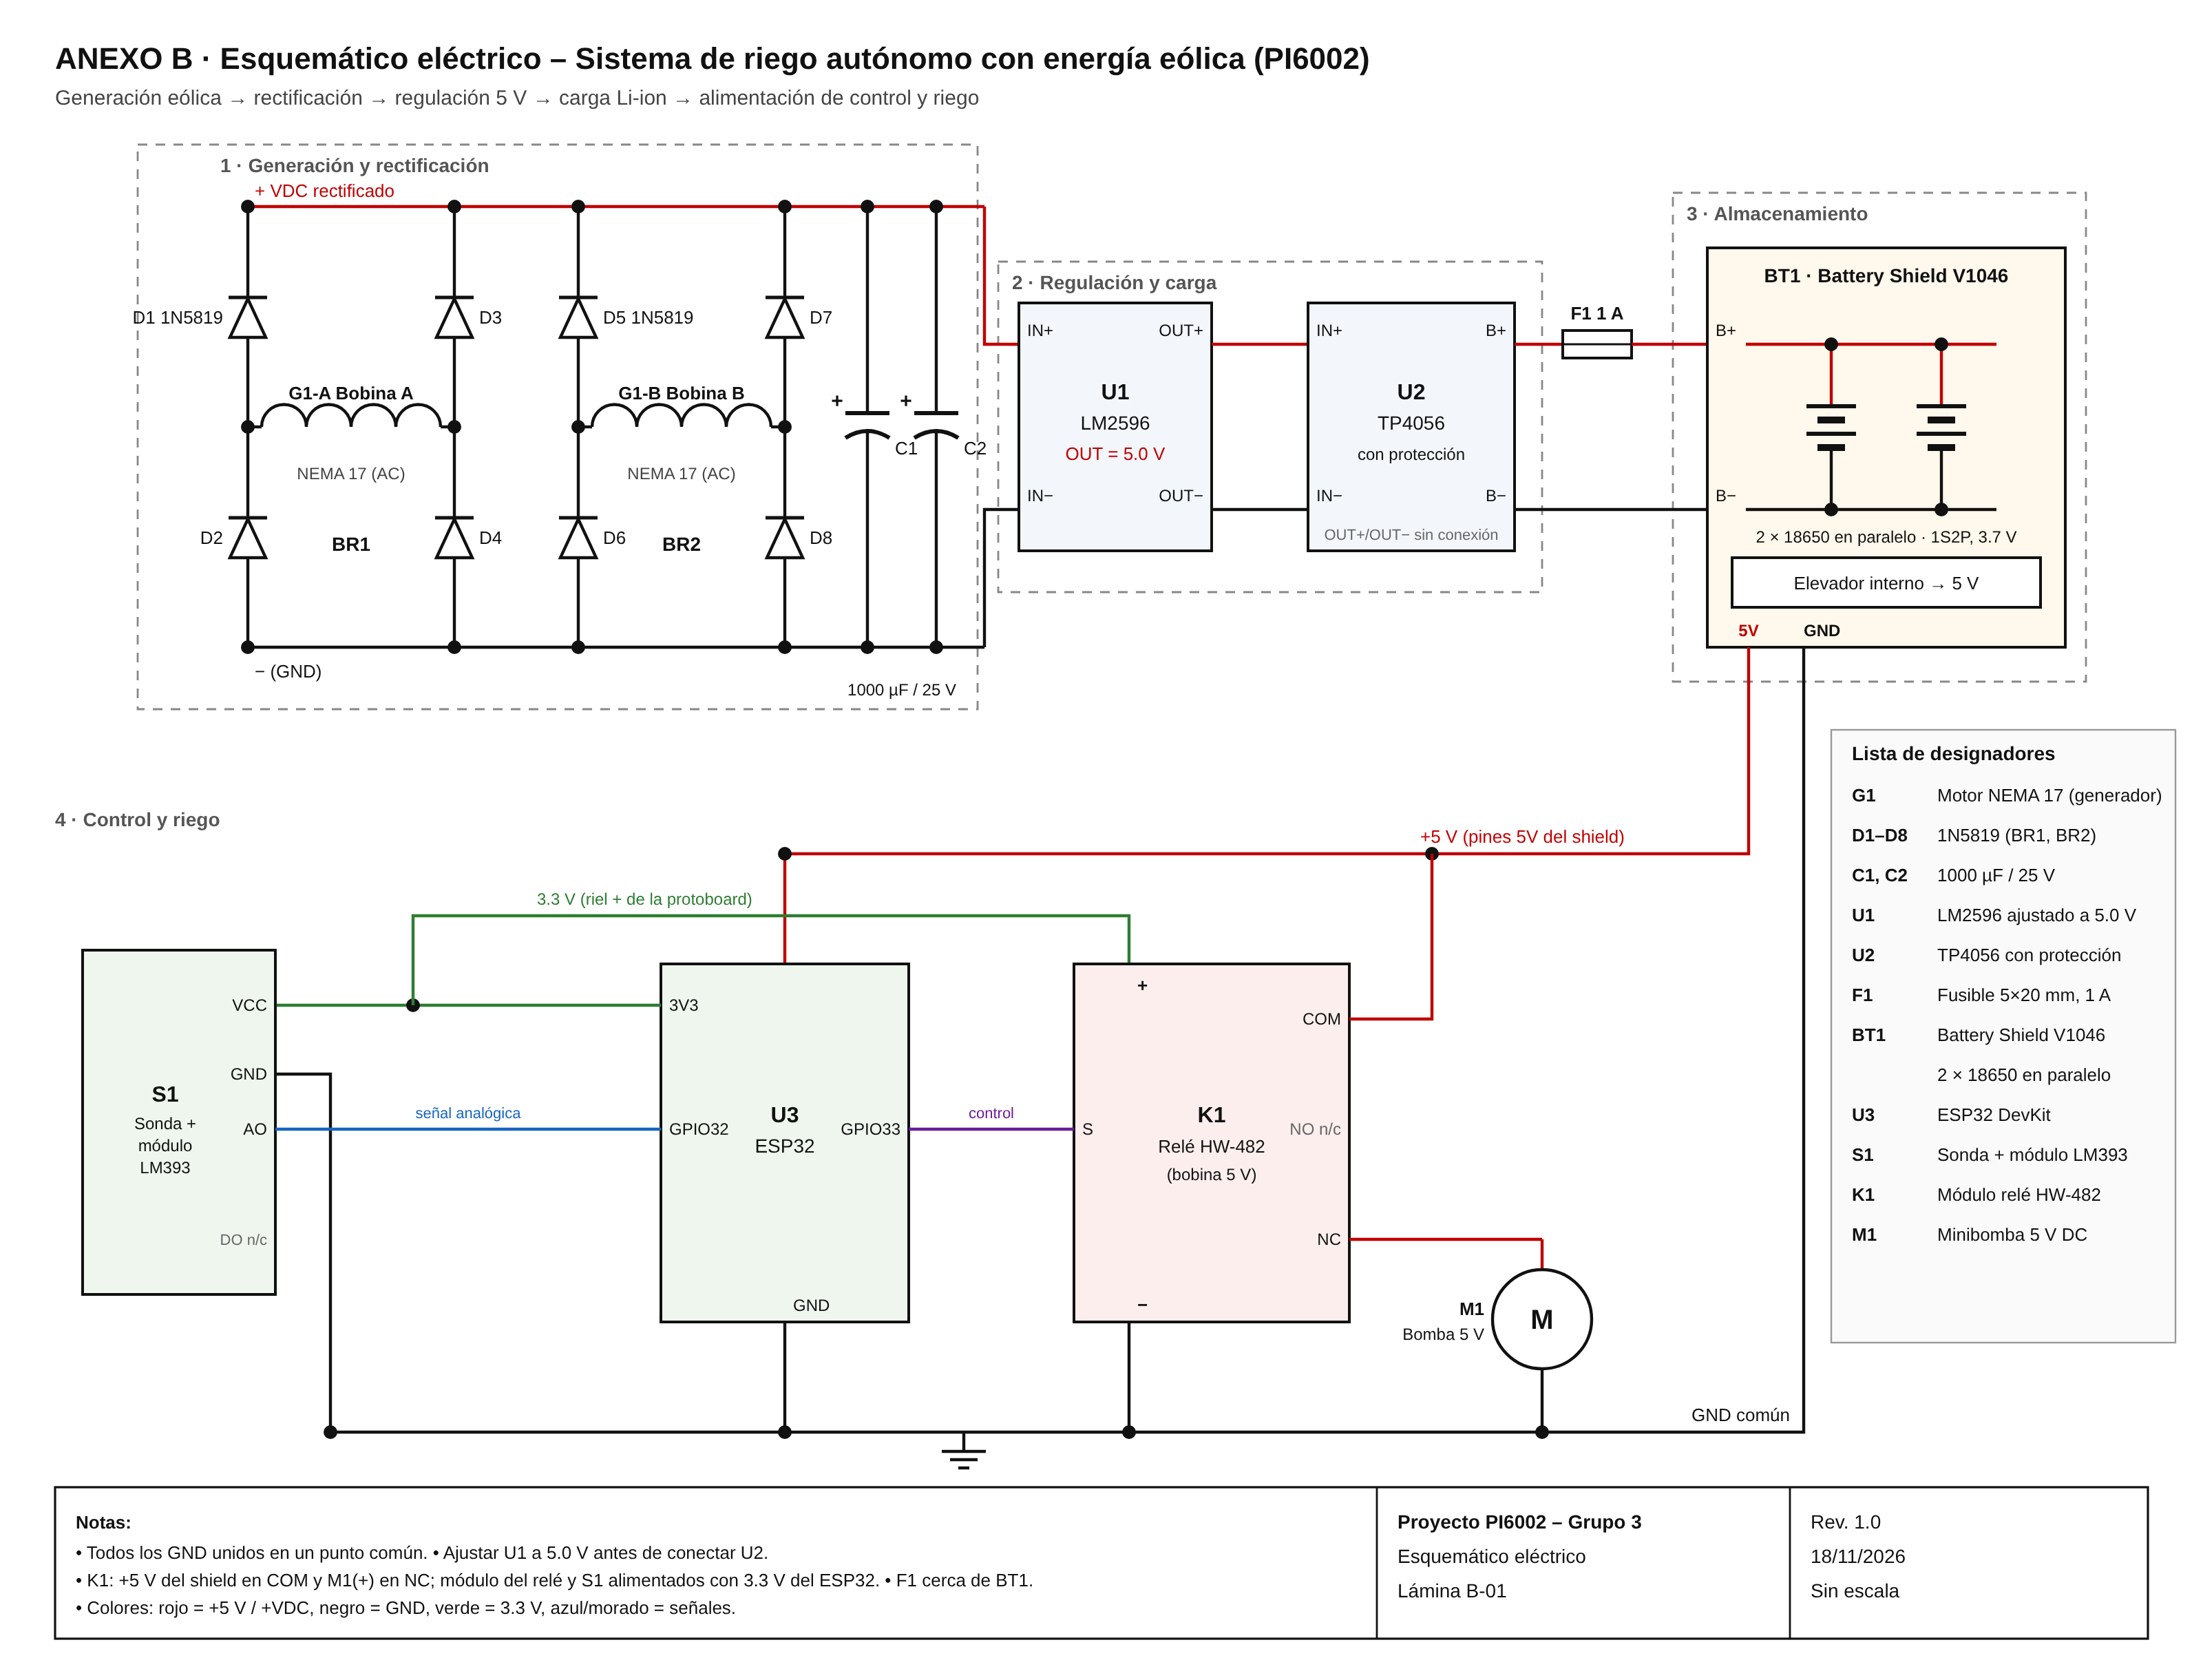 ANEXO B · Esquemático eléctrico – Sistema de riego autónomo con energía eólica (PI6002)
Generación eólica → rectificación → regulación 5 V → carga Li-ion → alimentación de control y riego
1 · Generación y rectificación
+ VDC rectificado
D1 1N5819
D3
D5 1N5819
D7
G1-A Bobina A
G1-B Bobina B
+
+
C1
C2
NEMA 17 (AC)
NEMA 17 (AC)
D2
BR1
D4
D6
BR2
D8
− (GND)
1000 µF / 25 V
2 · Regulación y carga
IN+
OUT+
U1
LM2596
OUT = 5.0 V
IN−
OUT−
IN+
B+
U2
TP4056
con protección
IN−
B−
OUT+/OUT− sin conexión
F1 1 A
3 · Almacenamiento
BT1 · Battery Shield V1046
B+
B−
2 × 18650 en paralelo · 1S2P, 3.7 V
Elevador interno → 5 V
5V
GND
4 · Control y riego
+5 V (pines 5V del shield)
3.3 V (riel + de la protoboard)
VCC
GND
S1
Sonda +
módulo
LM393
AO
DO n/c
señal analógica
3V3
GPIO32
U3
ESP32
GPIO33
GND
control
+
COM
S
K1
Relé HW-482
(bobina 5 V)
NO n/c
NC
−
M1
Bomba 5 V
M
GND común
Lista de designadores
G1 Motor NEMA 17 (generador)
D1–D8 1N5819 (BR1, BR2)
C1, C2 1000 µF / 25 V
U1 LM2596 ajustado a 5.0 V
U2 TP4056 con protección
F1 Fusible 5×20 mm, 1 A
BT1 Battery Shield V1046
2 × 18650 en paralelo
U3 ESP32 DevKit
S1 Sonda + módulo LM393
K1 Módulo relé HW-482
M1 Minibomba 5 V DC
Notas:
• Todos los GND unidos en un punto común. • Ajustar U1 a 5.0 V antes de conectar U2.
• K1: +5 V del shield en COM y M1(+) en NC; módulo del relé y S1 alimentados con 3.3 V del ESP32. • F1 cerca de BT1.
• Colores: rojo = +5 V / +VDC, negro = GND, verde = 3.3 V, azul/morado = señales.
Proyecto PI6002 – Grupo 3
Esquemático eléctrico
Lámina B-01
Rev. 1.0
18/11/2026
Sin escala